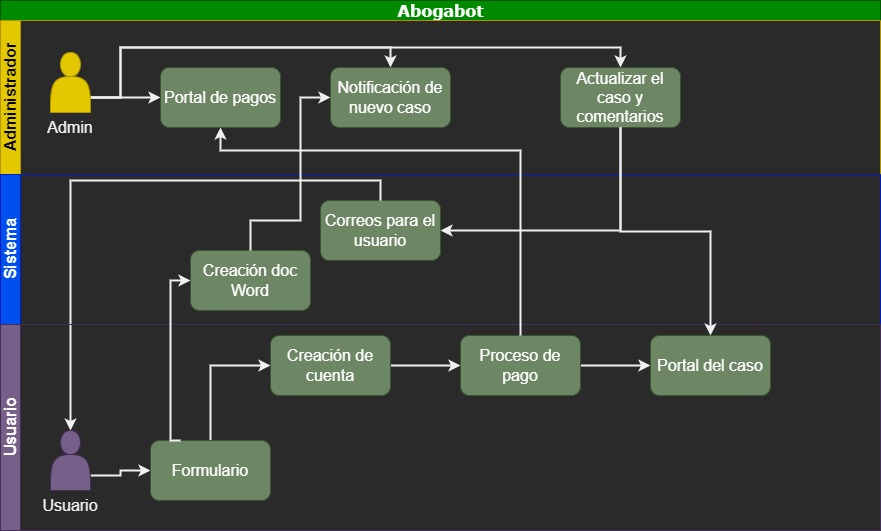 Abogabot
Administrador
Admin
Portal de pagos
Notificación de
nuevo caso
Actualizar el
caso y
comentarios
Sistema
Correos para el
usuario
Creación doc
Word
Usuario
Creación de
cuenta
Proceso de
pago
Portal del caso
Formulario
Usuario